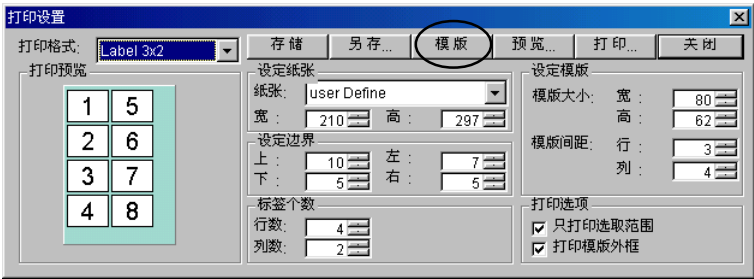 打印设置
打印格式: Label 3x2 存 储 另 存... 模 版 预 览... 打 印... 关 闭
打印预览
1 5
2 6
3 7
4 8
设定纸张
纸张: user Define
宽 : 210 高 : 297
设定边界
上 : 10 左 : 7
下 : 5 右 : 5
标签个数
行数: 4
列数: 2
设定模版
模版大小: 宽 : 80
高 : 62
模版间距: 行 : 3
列 : 4
打印选项
只打印选取范围
打印模版外框